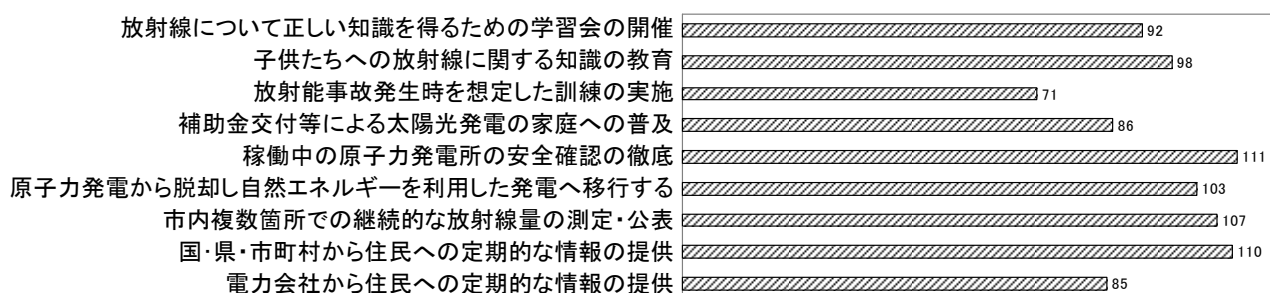 放射線について正しい知識を得るための学習会の開催 92
子供たちへの放射線に関する知識の教育 98
放射能事故発生時を想定した訓練の実施 71
補助金交付等による太陽光発電の家庭への普及 86
稼働中の原子力発電所の安全確認の徹底 111
原子力発電から脱却し自然エネルギーを利用した発電へ移行する 103
市内複数箇所での継続的な放射線量の測定・公表 107
国・県・市町村から住民への定期的な情報の提供 110
電力会社から住民への定期的な情報の提供 85